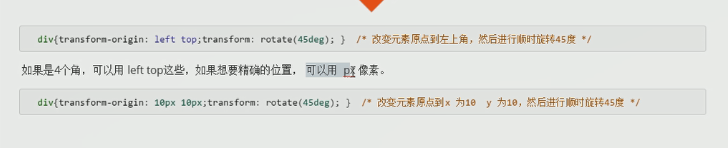 div{transform-origin: left top;transform: rotate(45deg); } /* 改变元素原点到左上角，然后进行顺时旋转45度 */
如果是4个角，可以用 left top这些，如果想要精确的位置， 可以用 px 像素。
div{transform-origin: 10px 10px;transform: rotate(45deg); } /* 改变元素原点到x 为10 y 为10，然后进行顺时旋转45度 */